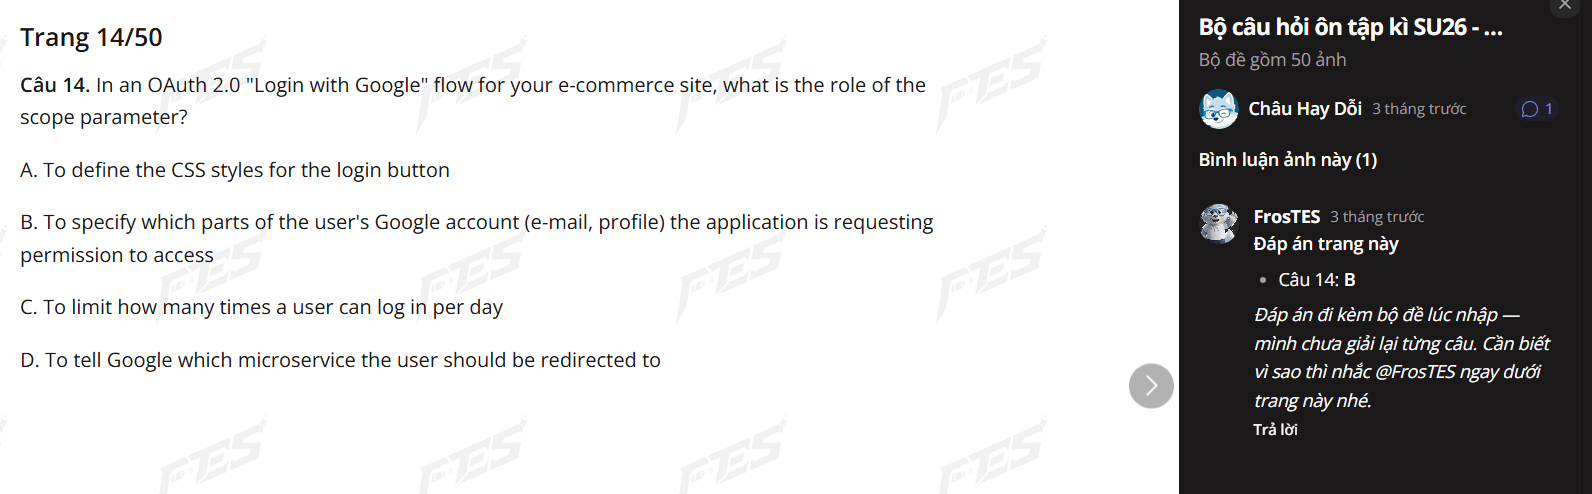 Trang 14/50
Câu 14. In an OAuth 2.0 "Login with Google" flow for your e-commerce site, what is the role of the
scope parameter?
A. To define the CSS styles for the login button
B. To specify which parts of the user's Google account (e-mail, profile) the application is requesting
permission to access
C. To limit how many times a user can log in per day
D. To tell Google which microservice the user should be redirected to
Bộ câu hỏi ôn tập kì SU26 - ...
Bộ đề gồm 50 ảnh
Châu Hay Dỗi 3 tháng trước 1
Bình luận ảnh này (1)
FrosTES 3 tháng trước
Đáp án trang này
• Câu 14: B
Đáp án đi kèm bộ đề lúc nhập —
mình chưa giải lại từng câu. Cần biết
vì sao thì nhắc @FrosTES ngay dưới
trang này nhé.
Trả lời